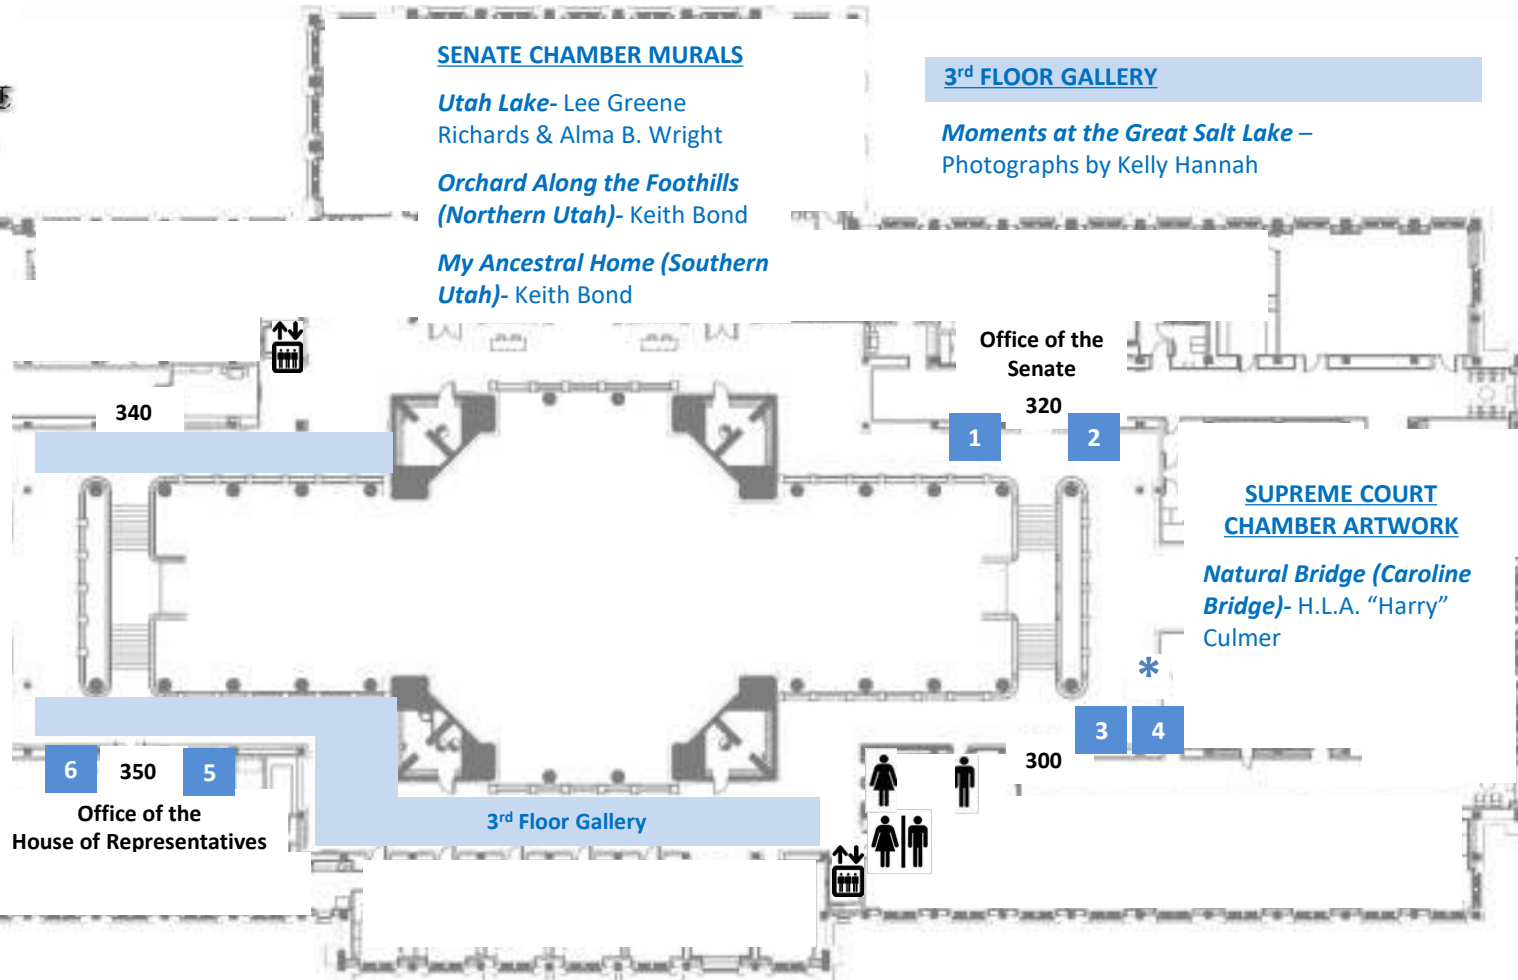 SENATE CHAMBER MURALS
Utah Lake- Lee Greene
Richards & Alma B. Wright
Orchard Along the Foothills
(Northern Utah)- Keith Bond
My Ancestral Home (Southern
Utah)- Keith Bond
3rd FLOOR GALLERY
Moments at the Great Salt Lake –
Photographs by Kelly Hannah
Office of the
Senate
320
340
1
2
SUPREME COURT
CHAMBER ARTWORK
Natural Bridge (Caroline
Bridge)- H.L.A. “Harry”
Culmer
*
3
4
300
6
350
5
Office of the
House of Representatives
3rd Floor Gallery